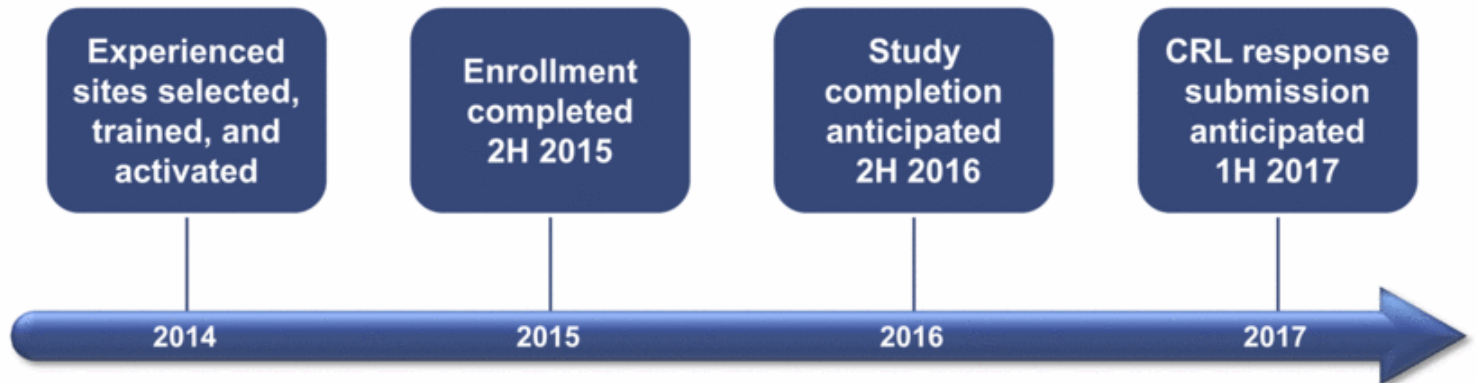 Experienced
sites selected,
trained, and
activated
Enrollment
completed
2H 2015
Study
completion
anticipated
2H 2016
CRL response
submission
anticipated
1H 2017
2014
2015
2016
2017